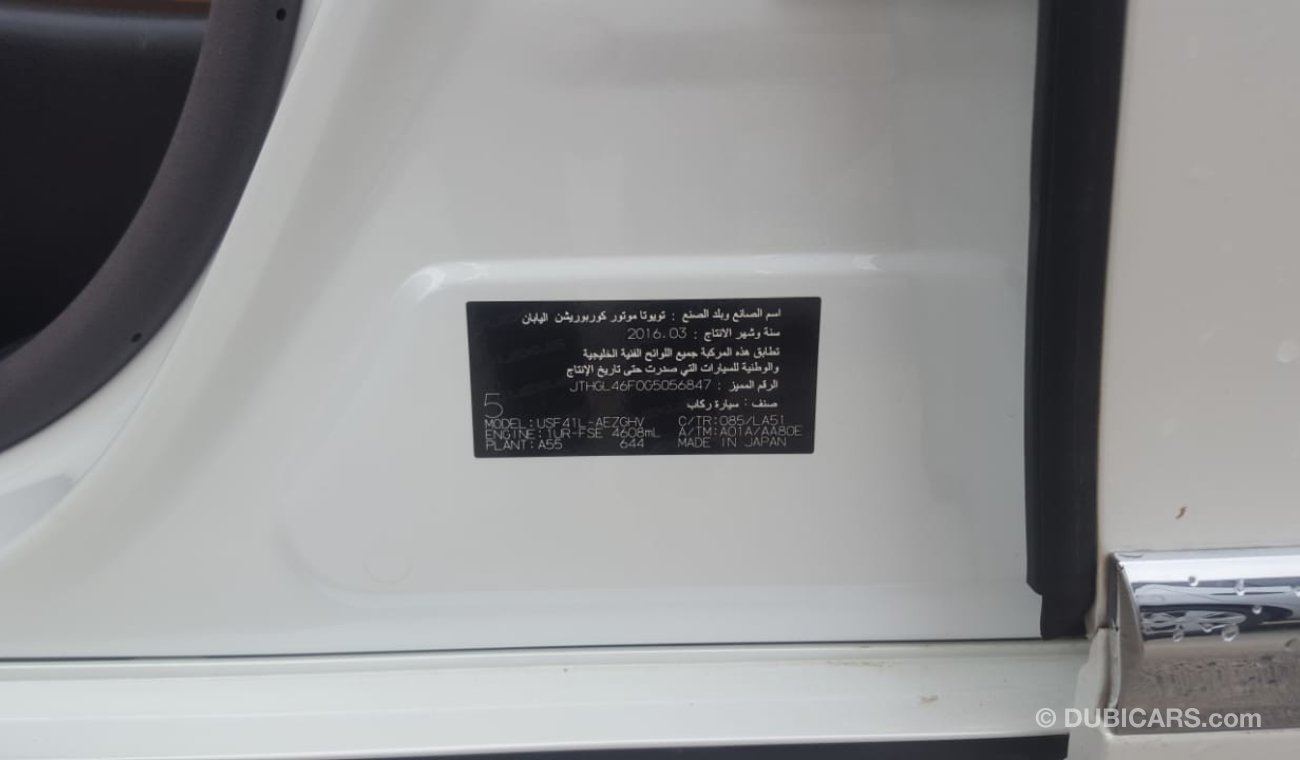 اسم الصانع وبلد الصنع : تويوتا موتور كوربوريشن اليابان
سنة وشهر الانتاج : 2016.03
تطابق هذه المركبة جميع اللوائح الفنية الخليجية
والوطنية للسيارات التي صدرت حتى تاريخ الإنتاج
الرقم المميز : JTHGL46F0G5056847
صنف : سيارة ركاب
5
MODEL:USF41L-AEZGHV C/TR:085/LA51
ENGINE:1UR-FSE 4608mL A/TM:A01A/AA80E
PLANT:A55 644 MADE IN JAPAN
© DUBICARS.com